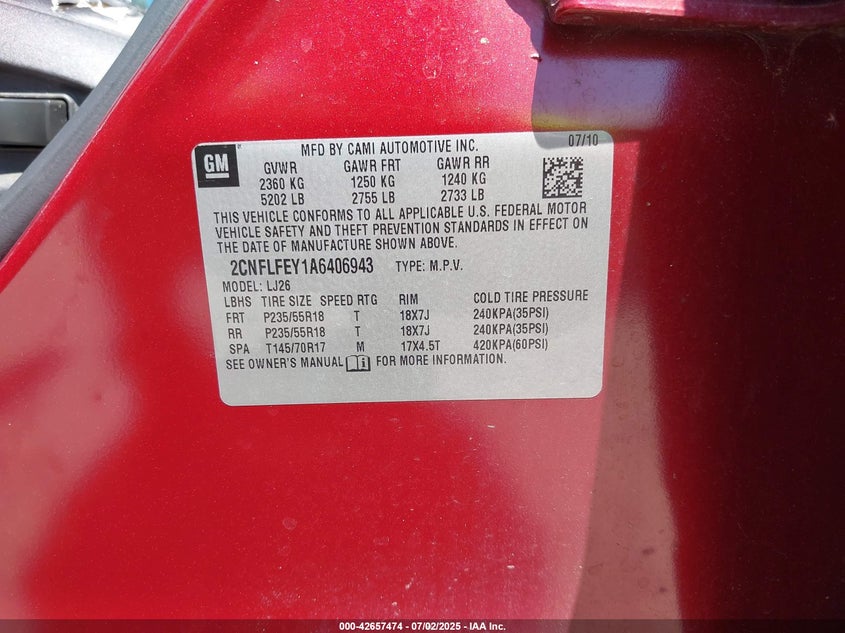 GM
MFD BY CAMI AUTOMOTIVE INC. 07/10
GVWR GAWR FRT GAWR RR
2360 KG 1250 KG 1240 KG
5202 LB 2755 LB 2733 LB
THIS VEHICLE CONFORMS TO ALL APPLICABLE U.S. FEDERAL MOTOR
VEHICLE SAFETY AND THEFT PREVENTION STANDARDS IN EFFECT ON
THE DATE OF MANUFACTURE SHOWN ABOVE.
2CNFLFEY1A6406943 TYPE: M.P.V.
MODEL: LJ26
LBHS TIRE SIZE SPEED RTG RIM COLD TIRE PRESSURE
FRT P235/55R18 T 18X7J 240KPA(35PSI)
RR P235/55R18 T 18X7J 240KPA(35PSI)
SPA T145/70R17 M 17X4.5T 420KPA(60PSI)
SEE OWNER'S MANUAL FOR MORE INFORMATION.
000-42657474 / 07/02/2025 - IAA Inc.